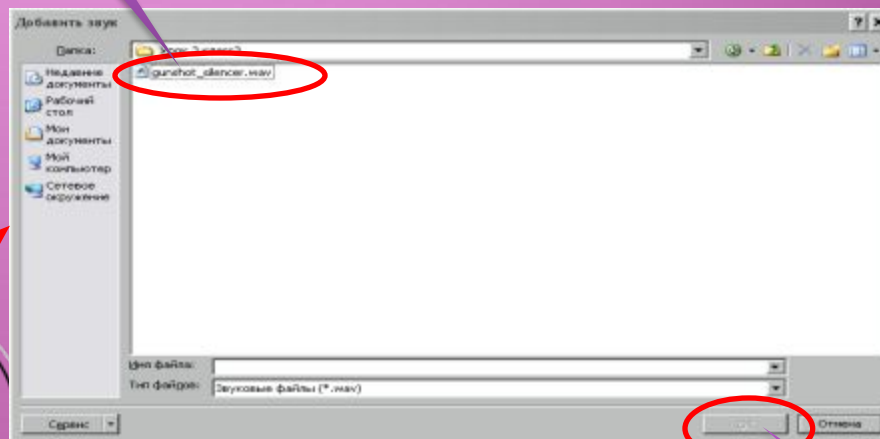 Добавить звук
Папка:
gunshot_silencer.wav
Недавние
документы
Рабочий
стол
Мои
документы
Мой
компьютер
Сетевое
окружение
Имя файла:
Тип файлов: Звуковые файлы (*.wav)
Сервис
Отмена